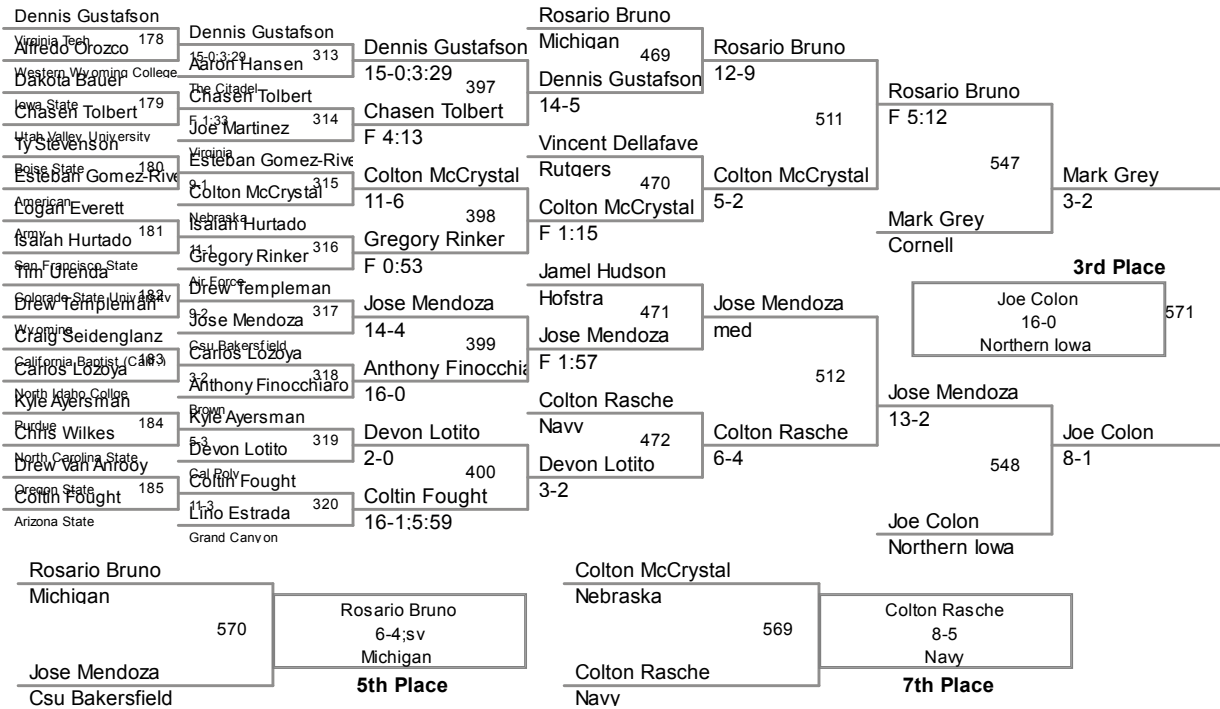 Dennis Gustafson
Virginia Tech
178
Alfredo Orozco
Western Wyoming College
Dakota Bauer
Iowa State
179
Chasen Tolbert
Utah Valley University
Ty Stevenson
Boise State
180
Esteban Gomez-Rive
American
Logan Everett
Army
181
Isaiah Hurtado
San Francisco State
Tim Urenda
Colorado State University
182
Drew Templeman
Wyoming
Craig Seidenglanz
California Baptist (Calif.)
183
Carlos Lozoya
North Idaho Collge
Kyle Ayersman
Purdue
184
Chris Wilkes
North Carolina State
Drew Van Anrooy
Oregon State
185
Coltin Fought
Arizona State
Dennis Gustafson
15-0;3:29
313
Aaron Hansen
The Citadel
Chasen Tolbert
F 1:33
314
Joe Martinez
Virginia
Esteban Gomez-Rive
9-1
315
Colton McCrystal
Nebraska
Isaiah Hurtado
11-1
316
Gregory Rinker
Air Force
Drew Templeman
9-2
317
Jose Mendoza
Csu Bakersfield
Carlos Lozoya
3-2
318
Anthony Finocchiaro
Brown
Kyle Ayersman
5-3
319
Devon Lotito
Cal Poly
Coltin Fought
11-3
320
Lino Estrada
Grand Canyon
Dennis Gustafson
15-0;3:29
397
Chasen Tolbert
F 4:13
Colton McCrystal
11-6
398
Gregory Rinker
F 0:53
Jose Mendoza
14-4
399
Anthony Finocchia
16-0
Devon Lotito
2-0
400
Coltin Fought
16-1;5:59
Rosario Bruno
Michigan
469
Dennis Gustafson
14-5
Vincent Dellafave
Rutgers
470
Colton McCrystal
F 1:15
Jamel Hudson
Hofstra
471
Jose Mendoza
F 1:57
Colton Rasche
Navy
472
Devon Lotito
3-2
Rosario Bruno
12-9
511
Colton McCrystal
5-2
Jose Mendoza
med
512
Colton Rasche
6-4
Rosario Bruno
F 5:12
547
Mark Grey
Cornell
Jose Mendoza
13-2
548
Joe Colon
Northern Iowa
Mark Grey
3-2
3rd Place
Joe Colon
16-0
Northern Iowa
571
Joe Colon
8-1
Rosario Bruno
Michigan
570
Jose Mendoza
Csu Bakersfield
Rosario Bruno
6-4;sv
Michigan
5th Place
Colton McCrystal
Nebraska
569
Colton Rasche
Navy
Colton Rasche
8-5
Navy
7th Place